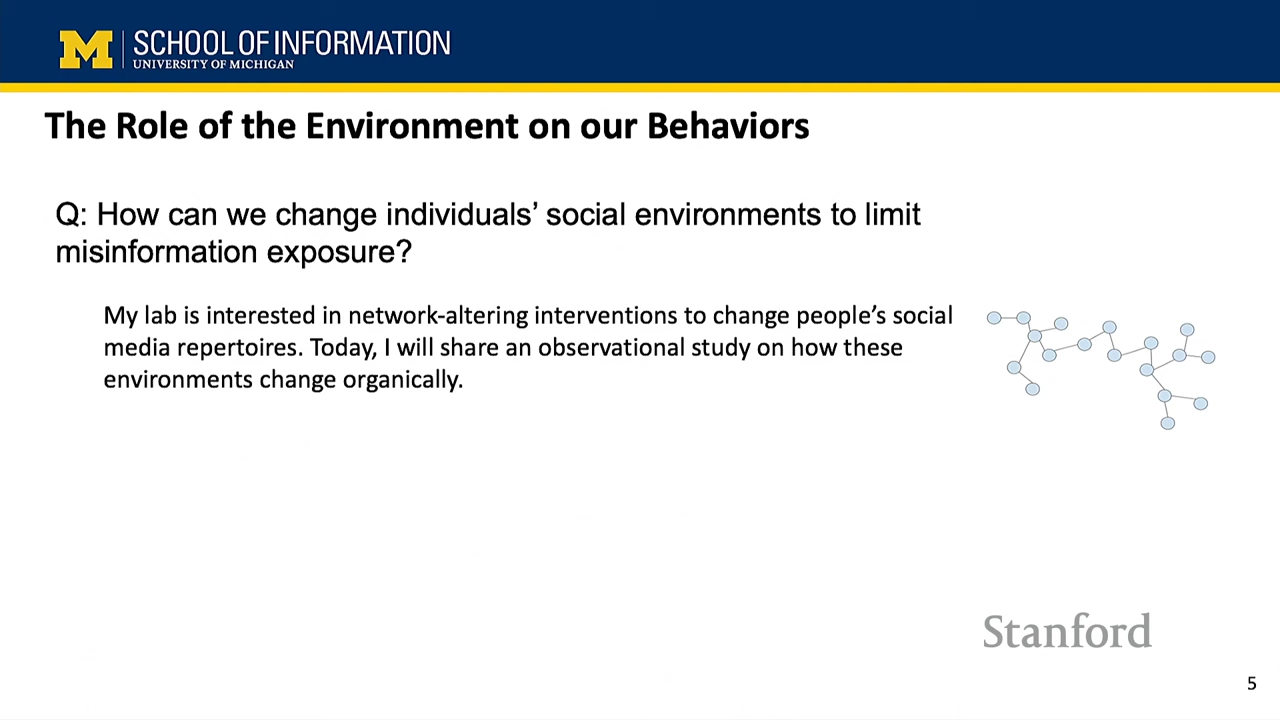 M
SCHOOL OF INFORMATION
UNIVERSITY OF MICHIGAN
The Role of the Environment on our Behaviors
Q: How can we change individuals’ social environments to limit
misinformation exposure?
My lab is interested in network-altering interventions to change people’s social
media repertoires. Today, I will share an observational study on how these
environments change organically.
Stanford
5